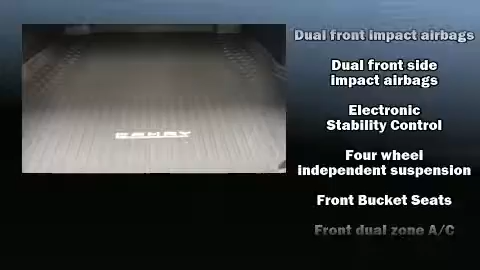 Dual front impact airbags
Dual front side
impact airbags
Electronic
Stability Control
Four wheel
independent suspension
Front Bucket Seats
Front dual zone A/C